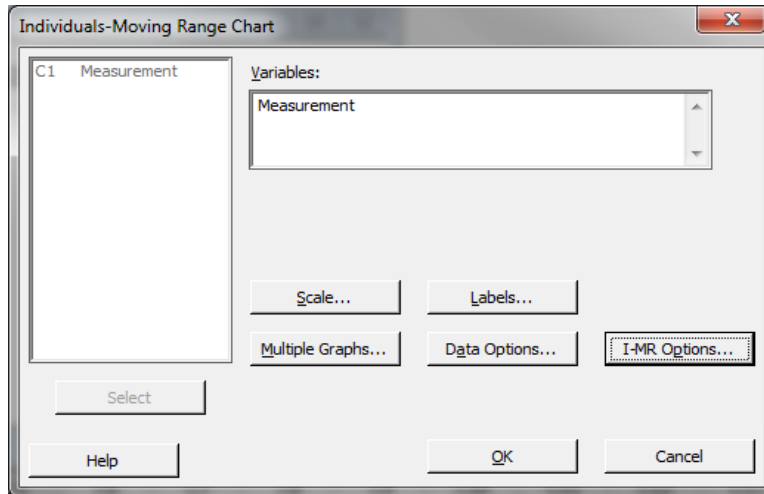 Individuals-Moving Range Chart
C1 Measurement
Variables:
Measurement
Scale...
Labels...
Multiple Graphs...
Data Options...
I-MR Options...
Select
Help
OK
Cancel